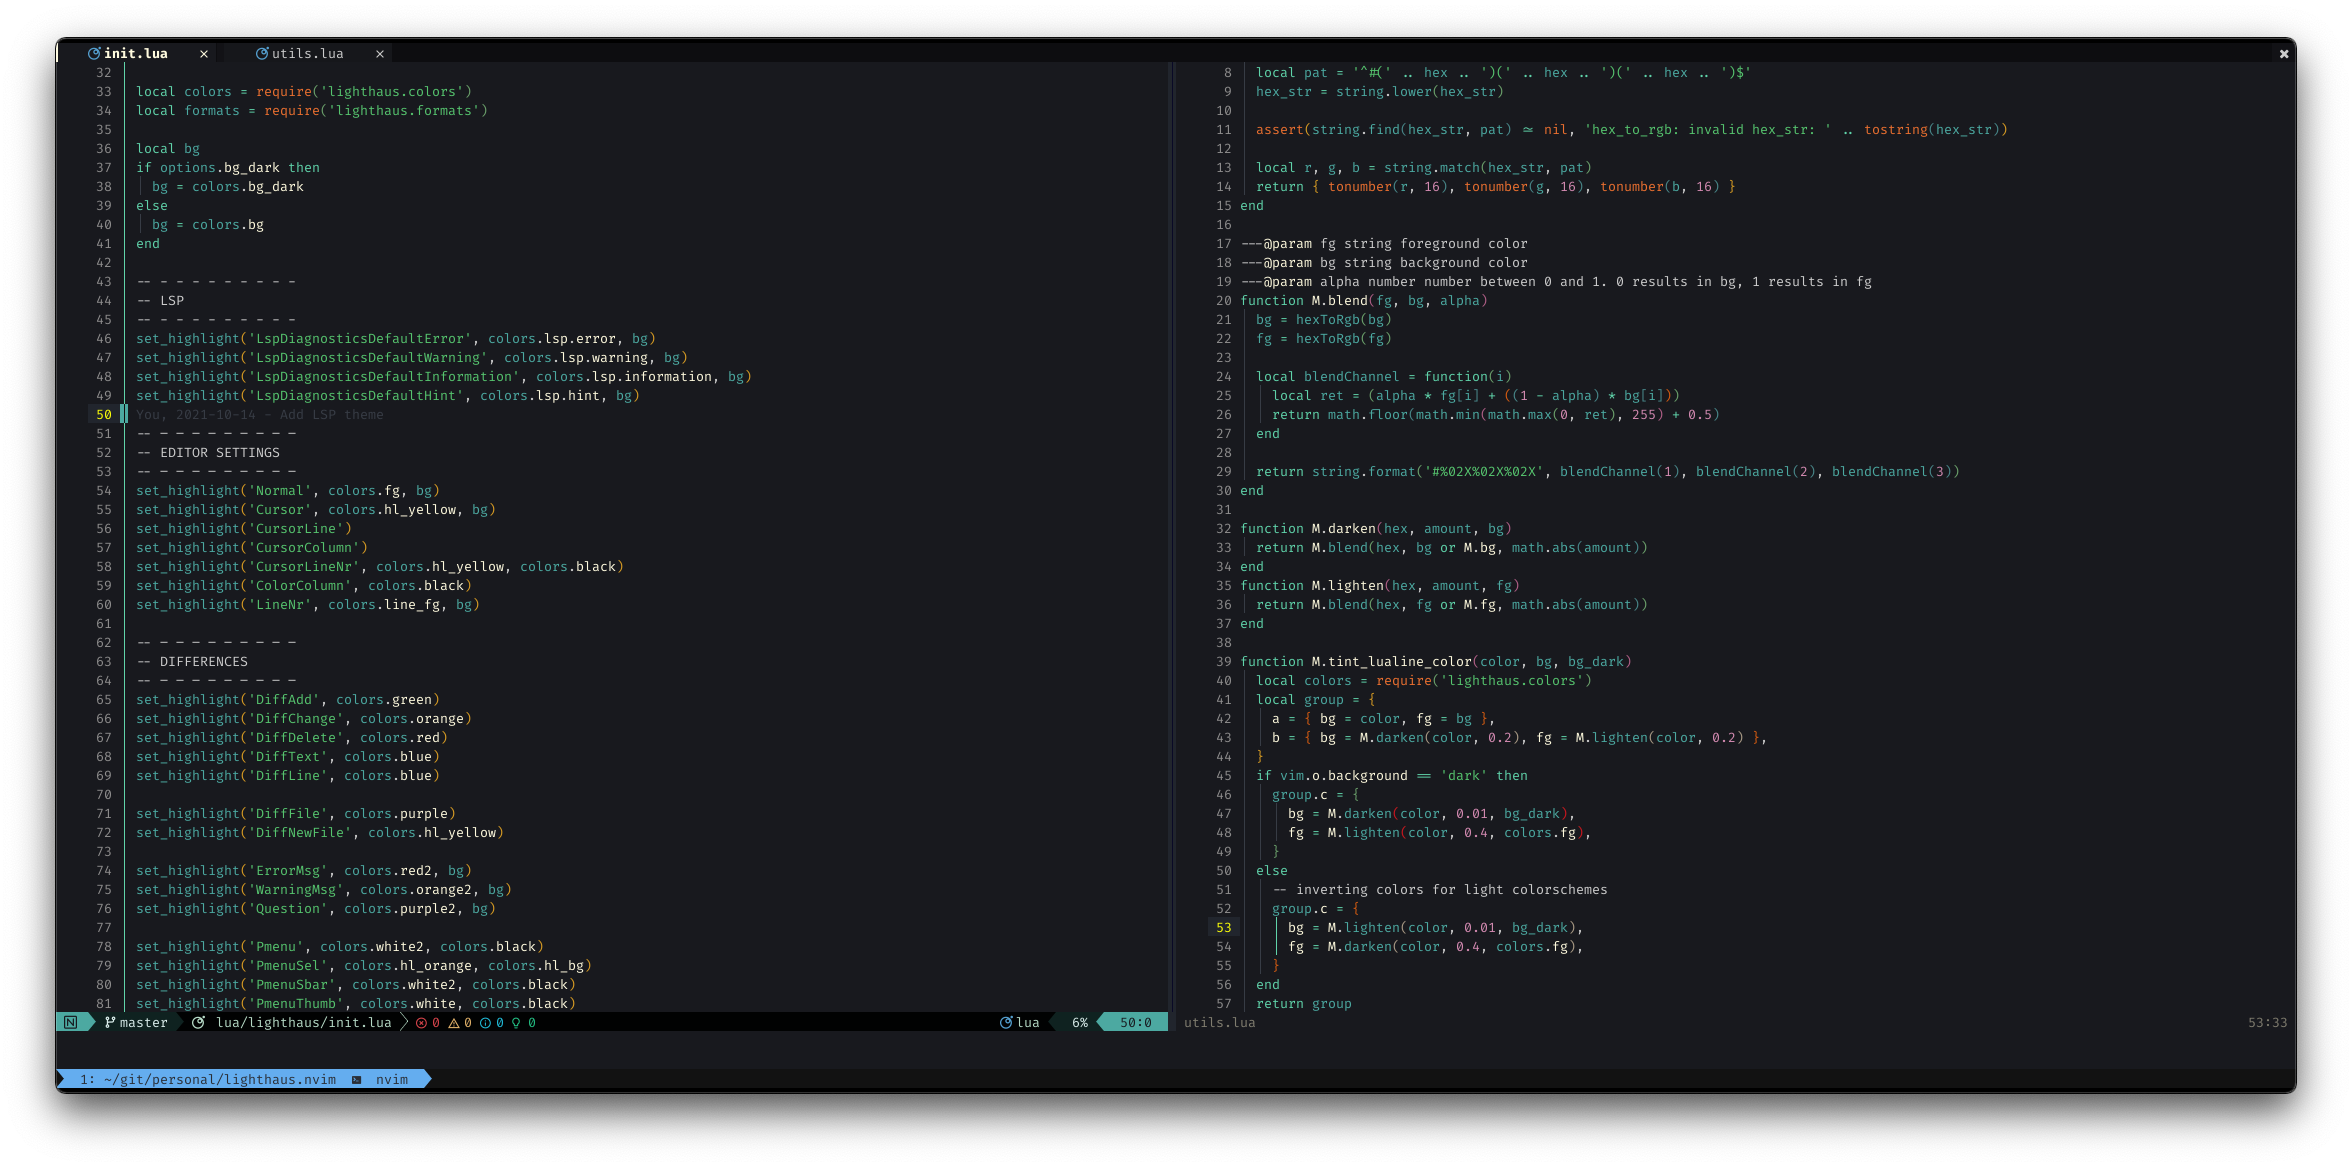 init.lua × utils.lua ×
32
33 local colors = require('lighthaus.colors')
34 local formats = require('lighthaus.formats')
35
36 local bg
37 if options.bg_dark then
38 bg = colors.bg_dark
39 else
40 bg = colors.bg
41 end
42
43 -- - - - - - - - - -
44 -- LSP
45 -- - - - - - - - - -
46 set_highlight('LspDiagnosticsDefaultError', colors.lsp.error, bg)
47 set_highlight('LspDiagnosticsDefaultWarning', colors.lsp.warning, bg)
48 set_highlight('LspDiagnosticsDefaultInformation', colors.lsp.information, bg)
49 set_highlight('LspDiagnosticsDefaultHint', colors.lsp.hint, bg)
50 You, 2021-10-14 - Add LSP theme
51 -- - - - - - - - - -
52 -- EDITOR SETTINGS
53 -- - - - - - - - - -
54 set_highlight('Normal', colors.fg, bg)
55 set_highlight('Cursor', colors.hl_yellow, bg)
56 set_highlight('CursorLine')
57 set_highlight('CursorColumn')
58 set_highlight('CursorLineNr', colors.hl_yellow, colors.black)
59 set_highlight('ColorColumn', colors.black)
60 set_highlight('LineNr', colors.line_fg, bg)
61
62 -- - - - - - - - - -
63 -- DIFFERENCES
64 -- - - - - - - - - -
65 set_highlight('DiffAdd', colors.green)
66 set_highlight('DiffChange', colors.orange)
67 set_highlight('DiffDelete', colors.red)
68 set_highlight('DiffText', colors.blue)
69 set_highlight('DiffLine', colors.blue)
70
71 set_highlight('DiffFile', colors.purple)
72 set_highlight('DiffNewFile', colors.hl_yellow)
73
74 set_highlight('ErrorMsg', colors.red2, bg)
75 set_highlight('WarningMsg', colors.orange2, bg)
76 set_highlight('Question', colors.purple2, bg)
77
78 set_highlight('Pmenu', colors.white2, colors.black)
79 set_highlight('PmenuSel', colors.hl_orange, colors.hl_bg)
80 set_highlight('PmenuSbar', colors.white2, colors.black)
81 set_highlight('PmenuThumb', colors.white, colors.black)
N master lua/lighthaus/init.lua 0 0 0 0 lua 6% 50:0
8 local pat = '^#(' .. hex .. ')(' .. hex .. ')(' .. hex .. ')$'
9 hex_str = string.lower(hex_str)
10
11 assert(string.find(hex_str, pat) ~= nil, 'hex_to_rgb: invalid hex_str: ' .. tostring(hex_str))
12
13 local r, g, b = string.match(hex_str, pat)
14 return { tonumber(r, 16), tonumber(g, 16), tonumber(b, 16) }
15 end
16
17 ---@param fg string foreground color
18 ---@param bg string background color
19 ---@param alpha number number between 0 and 1. 0 results in bg, 1 results in fg
20 function M.blend(fg, bg, alpha)
21 bg = hexToRgb(bg)
22 fg = hexToRgb(fg)
23
24 local blendChannel = function(i)
25 local ret = (alpha * fg[i] + ((1 - alpha) * bg[i]))
26 return math.floor(math.min(math.max(0, ret), 255) + 0.5)
27 end
28
29 return string.format('#%02X%02X%02X', blendChannel(1), blendChannel(2), blendChannel(3))
30 end
31
32 function M.darken(hex, amount, bg)
33 return M.blend(hex, bg or M.bg, math.abs(amount))
34 end
35 function M.lighten(hex, amount, fg)
36 return M.blend(hex, fg or M.fg, math.abs(amount))
37 end
38
39 function M.tint_lualine_color(color, bg, bg_dark)
40 local colors = require('lighthaus.colors')
41 local group = {
42 a = { bg = color, fg = bg },
43 b = { bg = M.darken(color, 0.2), fg = M.lighten(color, 0.2) },
44 }
45 if vim.o.background == 'dark' then
46 group.c = {
47 bg = M.darken(color, 0.01, bg_dark),
48 fg = M.lighten(color, 0.4, colors.fg),
49 }
50 else
51 -- inverting colors for light colorschemes
52 group.c = {
53 bg = M.lighten(color, 0.01, bg_dark),
54 fg = M.darken(color, 0.4, colors.fg),
55 }
56 end
57 return group
utils.lua 53:33
1: ~/git/personal/lighthaus.nvim nvim